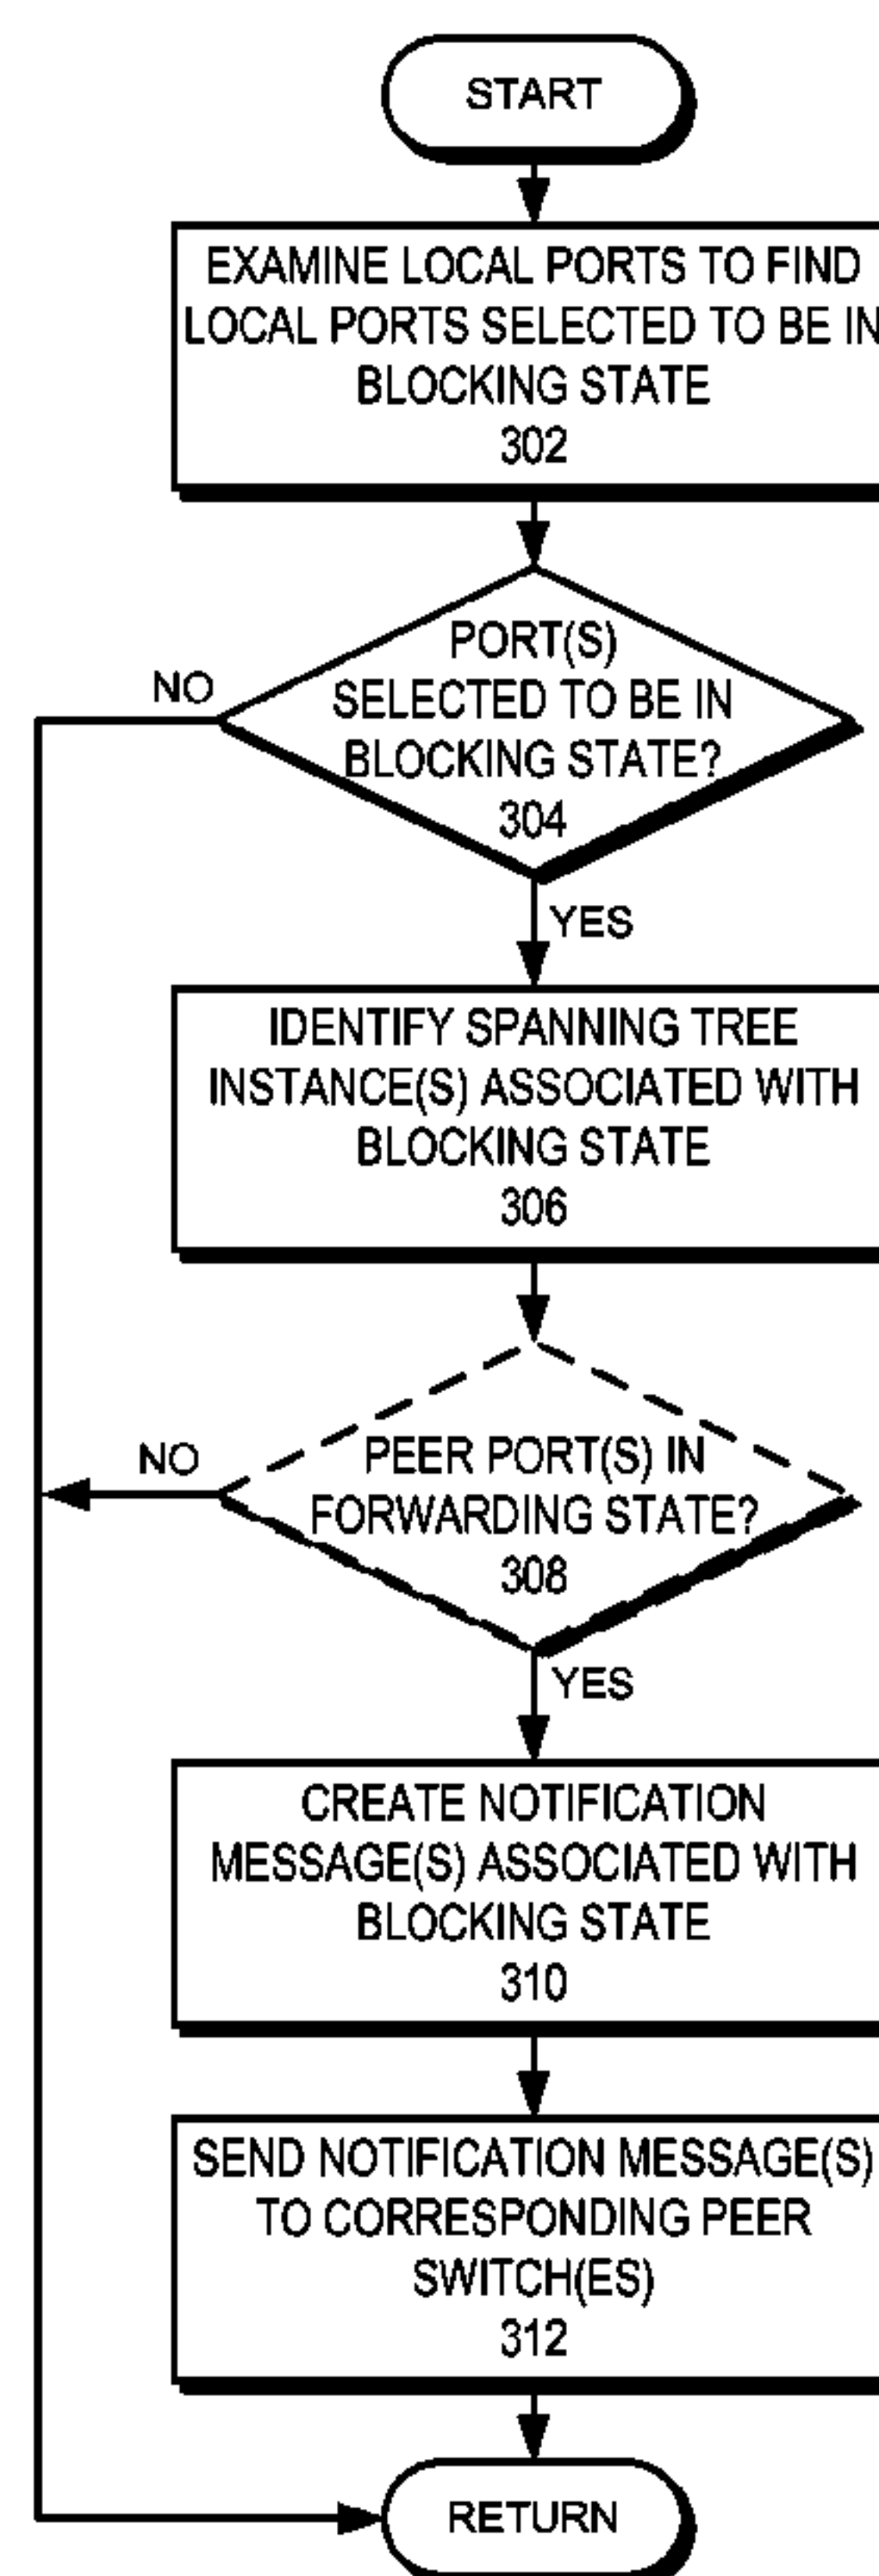 START
EXAMINE LOCAL PORTS TO FIND
LOCAL PORTS SELECTED TO BE IN
BLOCKING STATE
302
PORT(S)
SELECTED TO BE IN
BLOCKING STATE?
304
NO
YES
IDENTIFY SPANNING TREE
INSTANCE(S) ASSOCIATED WITH
BLOCKING STATE
306
PEER PORT(S) IN
FORWARDING STATE?
308
NO
YES
CREATE NOTIFICATION
MESSAGE(S) ASSOCIATED WITH
BLOCKING STATE
310
SEND NOTIFICATION MESSAGE(S)
TO CORRESPONDING PEER
SWITCH(ES)
312
RETURN